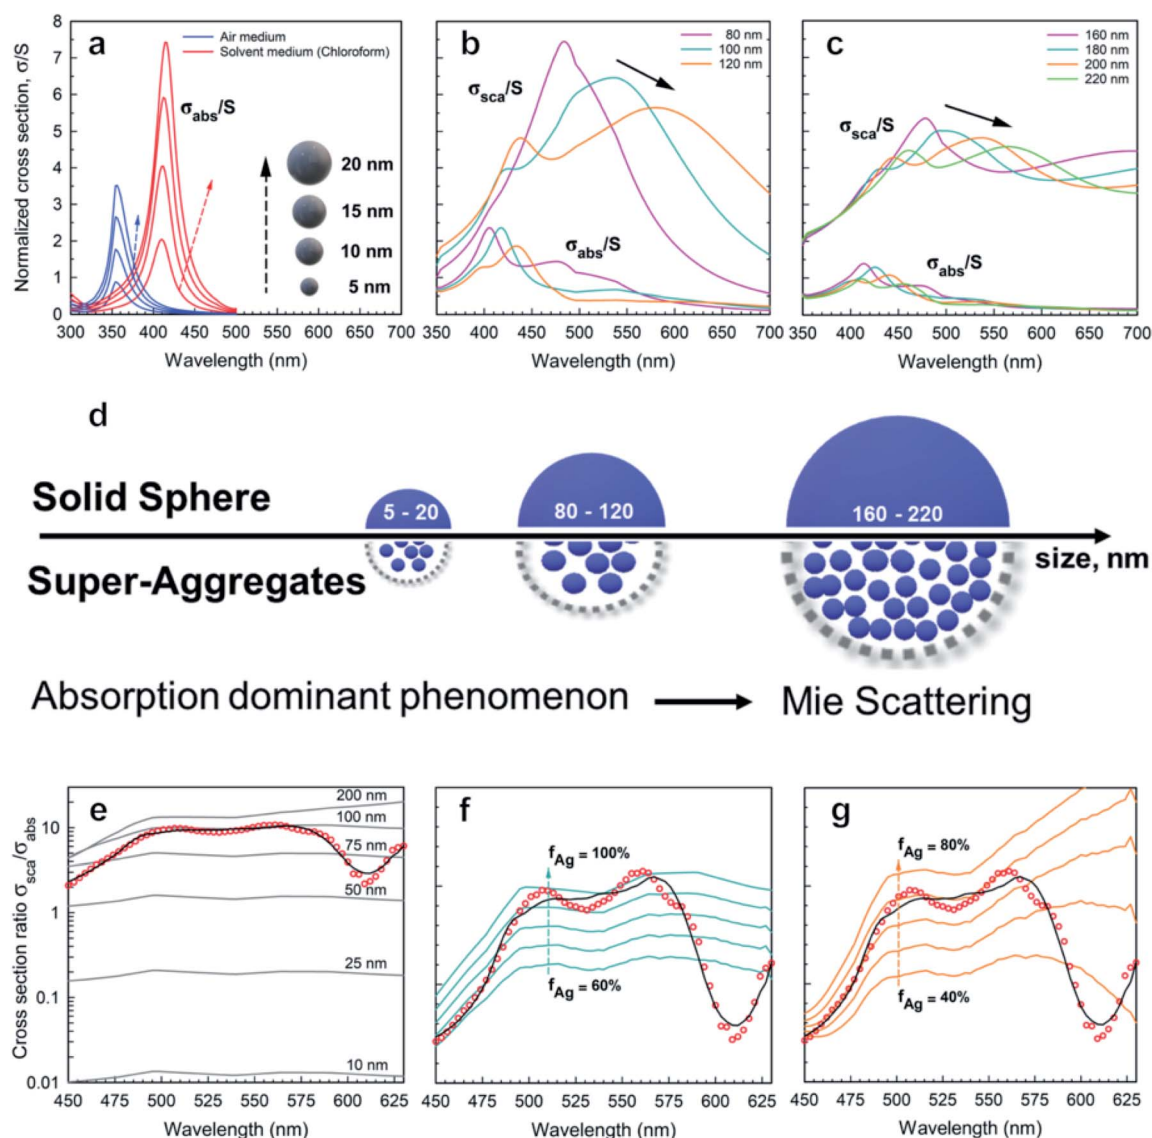 a
Air medium
Solvent medium (Chloroform)
σabs/S
20 nm
15 nm
10 nm
5 nm
Normalized cross section, σ/S
8
7
6
5
4
3
2
1
0
300 350 400 450 500 550 600 650 700
Wavelength (nm)
b
80 nm
100 nm
120 nm
σsca/S
σabs/S
350 400 450 500 550 600 650 700
Wavelength (nm)
c
160 nm
180 nm
200 nm
220 nm
σsca/S
σabs/S
350 400 450 500 550 600 650 700
Wavelength (nm)
d
Solid Sphere
5 - 20
80 - 120
160 - 220
size, nm
Super-Aggregates
Absorption dominant phenomenon
Mie Scattering
e
200 nm
100 nm
75 nm
50 nm
25 nm
10 nm
Cross section ratio σsca/σabs
10
1
0.1
0.01
450 475 500 525 550 575 600 625
Wavelength (nm)
f
fAg = 100%
fAg = 60%
450 475 500 525 550 575 600 625
Wavelength (nm)
g
fAg = 80%
fAg = 40%
450 475 500 525 550 575 600 625
Wavelength (nm)